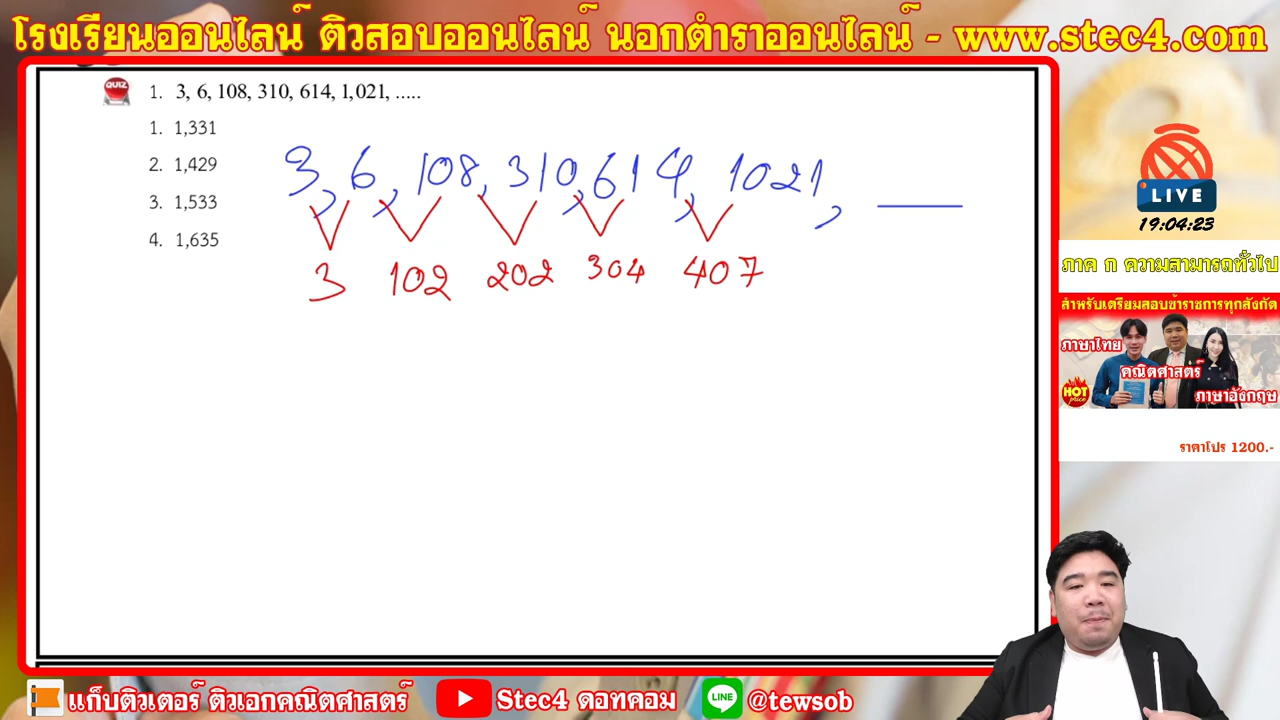 โรงเรียนออนไลน์ ติวสอบออนไลน์ นอกตำราออนไลน์ - www.stec4.com
QUIZ 1. 3, 6, 108, 310, 614, 1,021, .....
1. 1,331
2. 1,429
3. 1,533
4. 1,635
3, 6, 108, 310, 614, 1021, ____
3 102 202 304 407
LIVE
19:04:23
ภาค ก ความสามารถทั่วไป
สำหรับเตรียมสอบข้าราชการทุกสังกัด
ภาษาไทย
คณิตศาสตร์
HOT
price
ภาษาอังกฤษ
ราคาโปร 1200.-
แก็บติวเตอร์ ติวเอกคณิตศาสตร์ Stec4 ดอทคอม LINE @tewsob